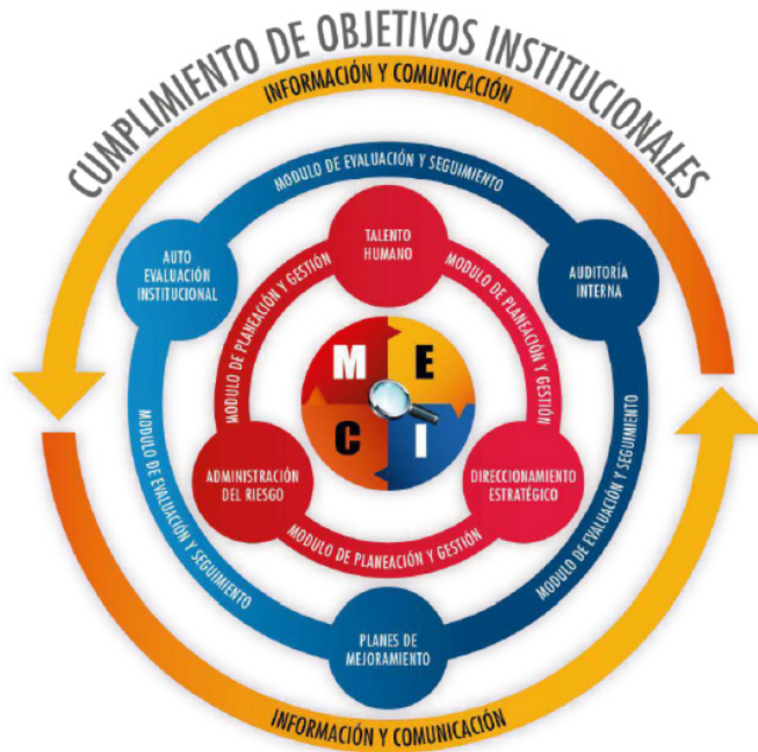 CUMPLIMIENTO DE OBJETIVOS INSTITUCIONALES
INFORMACIÓN Y COMUNICACIÓN
MODULO DE EVALUACIÓN Y SEGUIMIENTO
AUTO
EVALUACIÓN
INSTITUCIONAL
TALENTO
HUMANO
AUDITORÍA
INTERNA
MODULO DE PLANEACIÓN Y GESTIÓN
MODULO DE PLANEACIÓN Y GESTIÓN
M E
C I
MODULO DE EVALUACIÓN Y SEGUIMIENTO
MODULO DE EVALUACIÓN Y SEGUIMIENTO
ADMINISTRACIÓN
DEL RIESGO
DIRECCIONAMIENTO
ESTRATÉGICO
MODULO DE PLANEACIÓN Y GESTIÓN
PLANES DE
MEJORAMIENTO
INFORMACIÓN Y COMUNICACIÓN